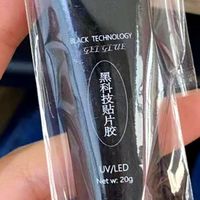 BLACK TECHNOLOGY
GEL GLUE
黑科技贴片胶
UV/LED
Net wt: 20g